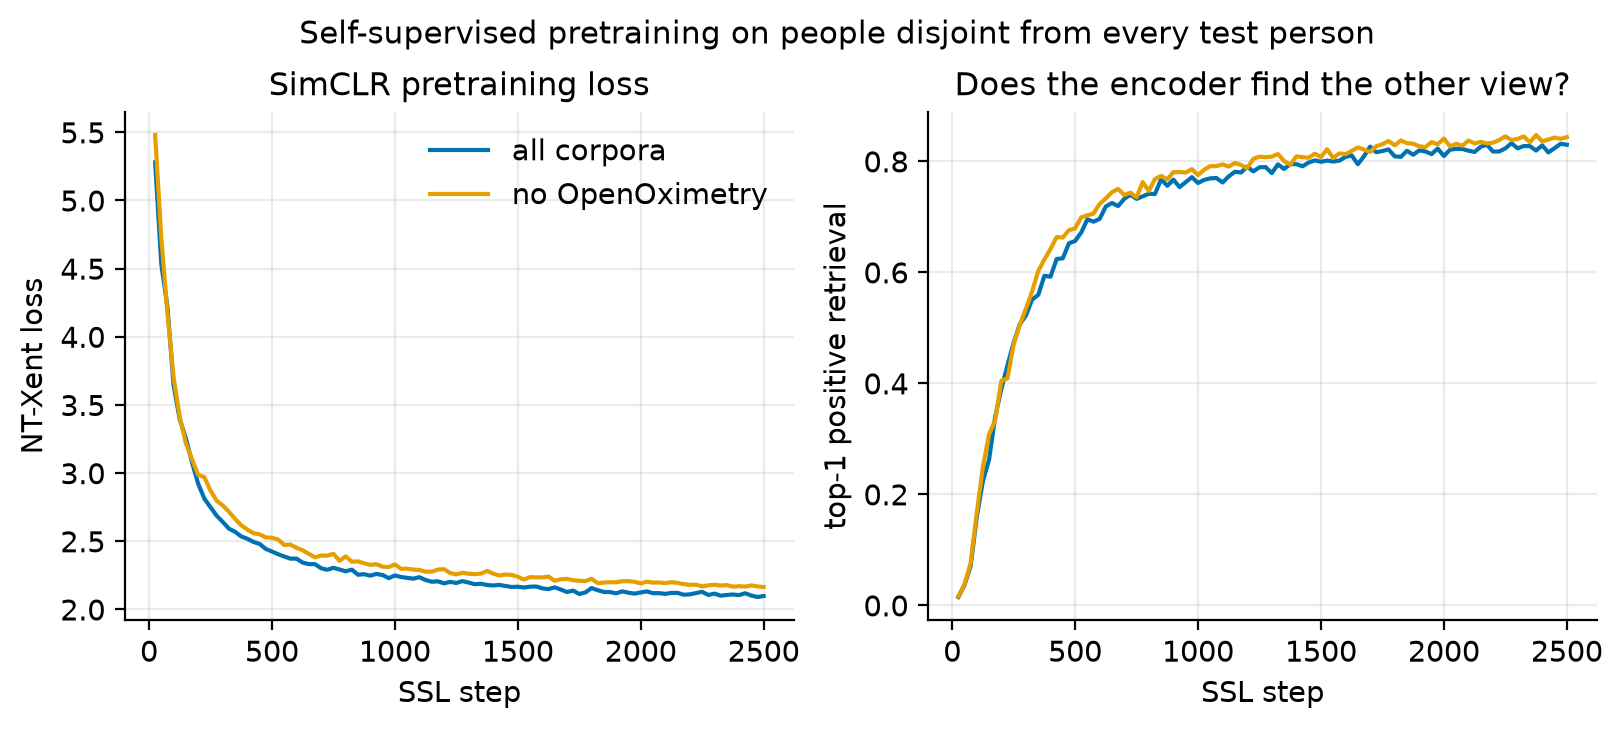 Self-supervised pretraining on people disjoint from every test person
SimCLR pretraining loss
NT-Xent loss
5.5
5.0
4.5
4.0
3.5
3.0
2.5
2.0
all corpora
no OpenOximetry
0
500
1000
1500
2000
2500
SSL step
Does the encoder find the other view?
top-1 positive retrieval
0.8
0.6
0.4
0.2
0.0
0
500
1000
1500
2000
2500
SSL step